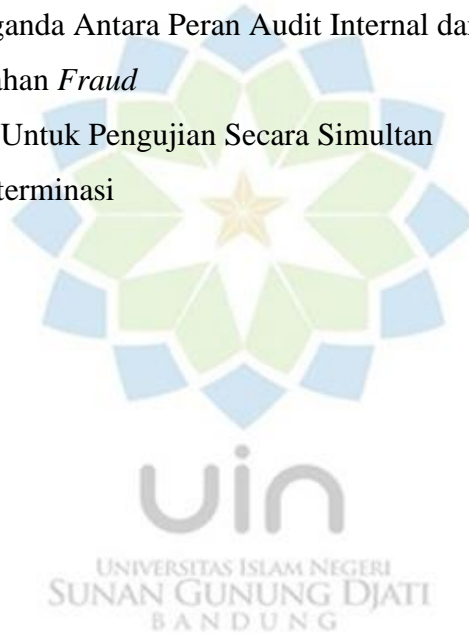 ganda Antara Peran Audit Internal dan
ahan Fraud
Untuk Pengujian Secara Simultan
terminasi
uin
UNIVERSITAS ISLAM NEGERI
SUNAN GUNUNG DJATI
BANDUNG